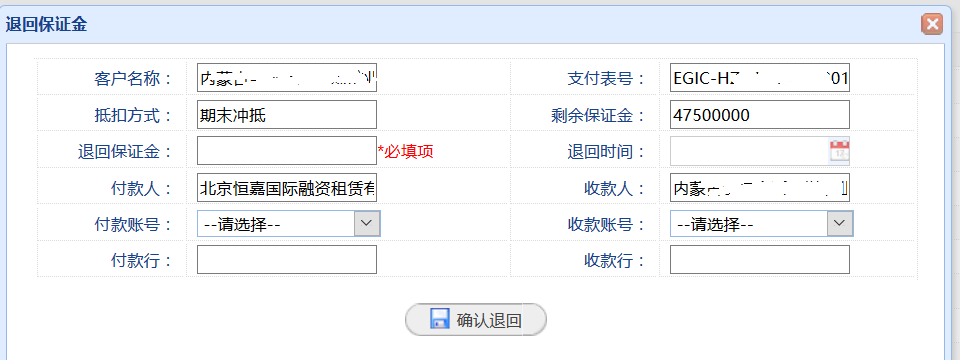 退回保证金
客户名称： 内蒙 支付表号： EGIC-H 01
抵扣方式： 期末冲抵 剩余保证金： 47500000
退回保证金： *必填项 退回时间： 12
付款人： 北京恒嘉国际融资租赁有 收款人： 内蒙
付款账号： --请选择-- 收款账号： --请选择--
付款行： 收款行：
确认退回